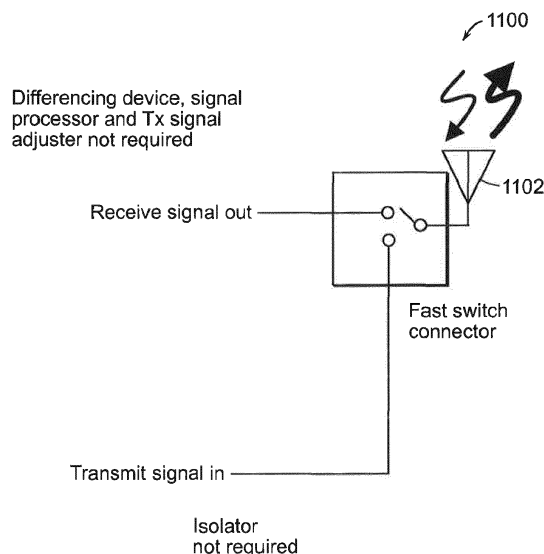 1100
Differencing device, signal
processor and Tx signal
adjuster not required
1102
Receive signal out
Fast switch
connector
Transmit signal in
Isolator
not required